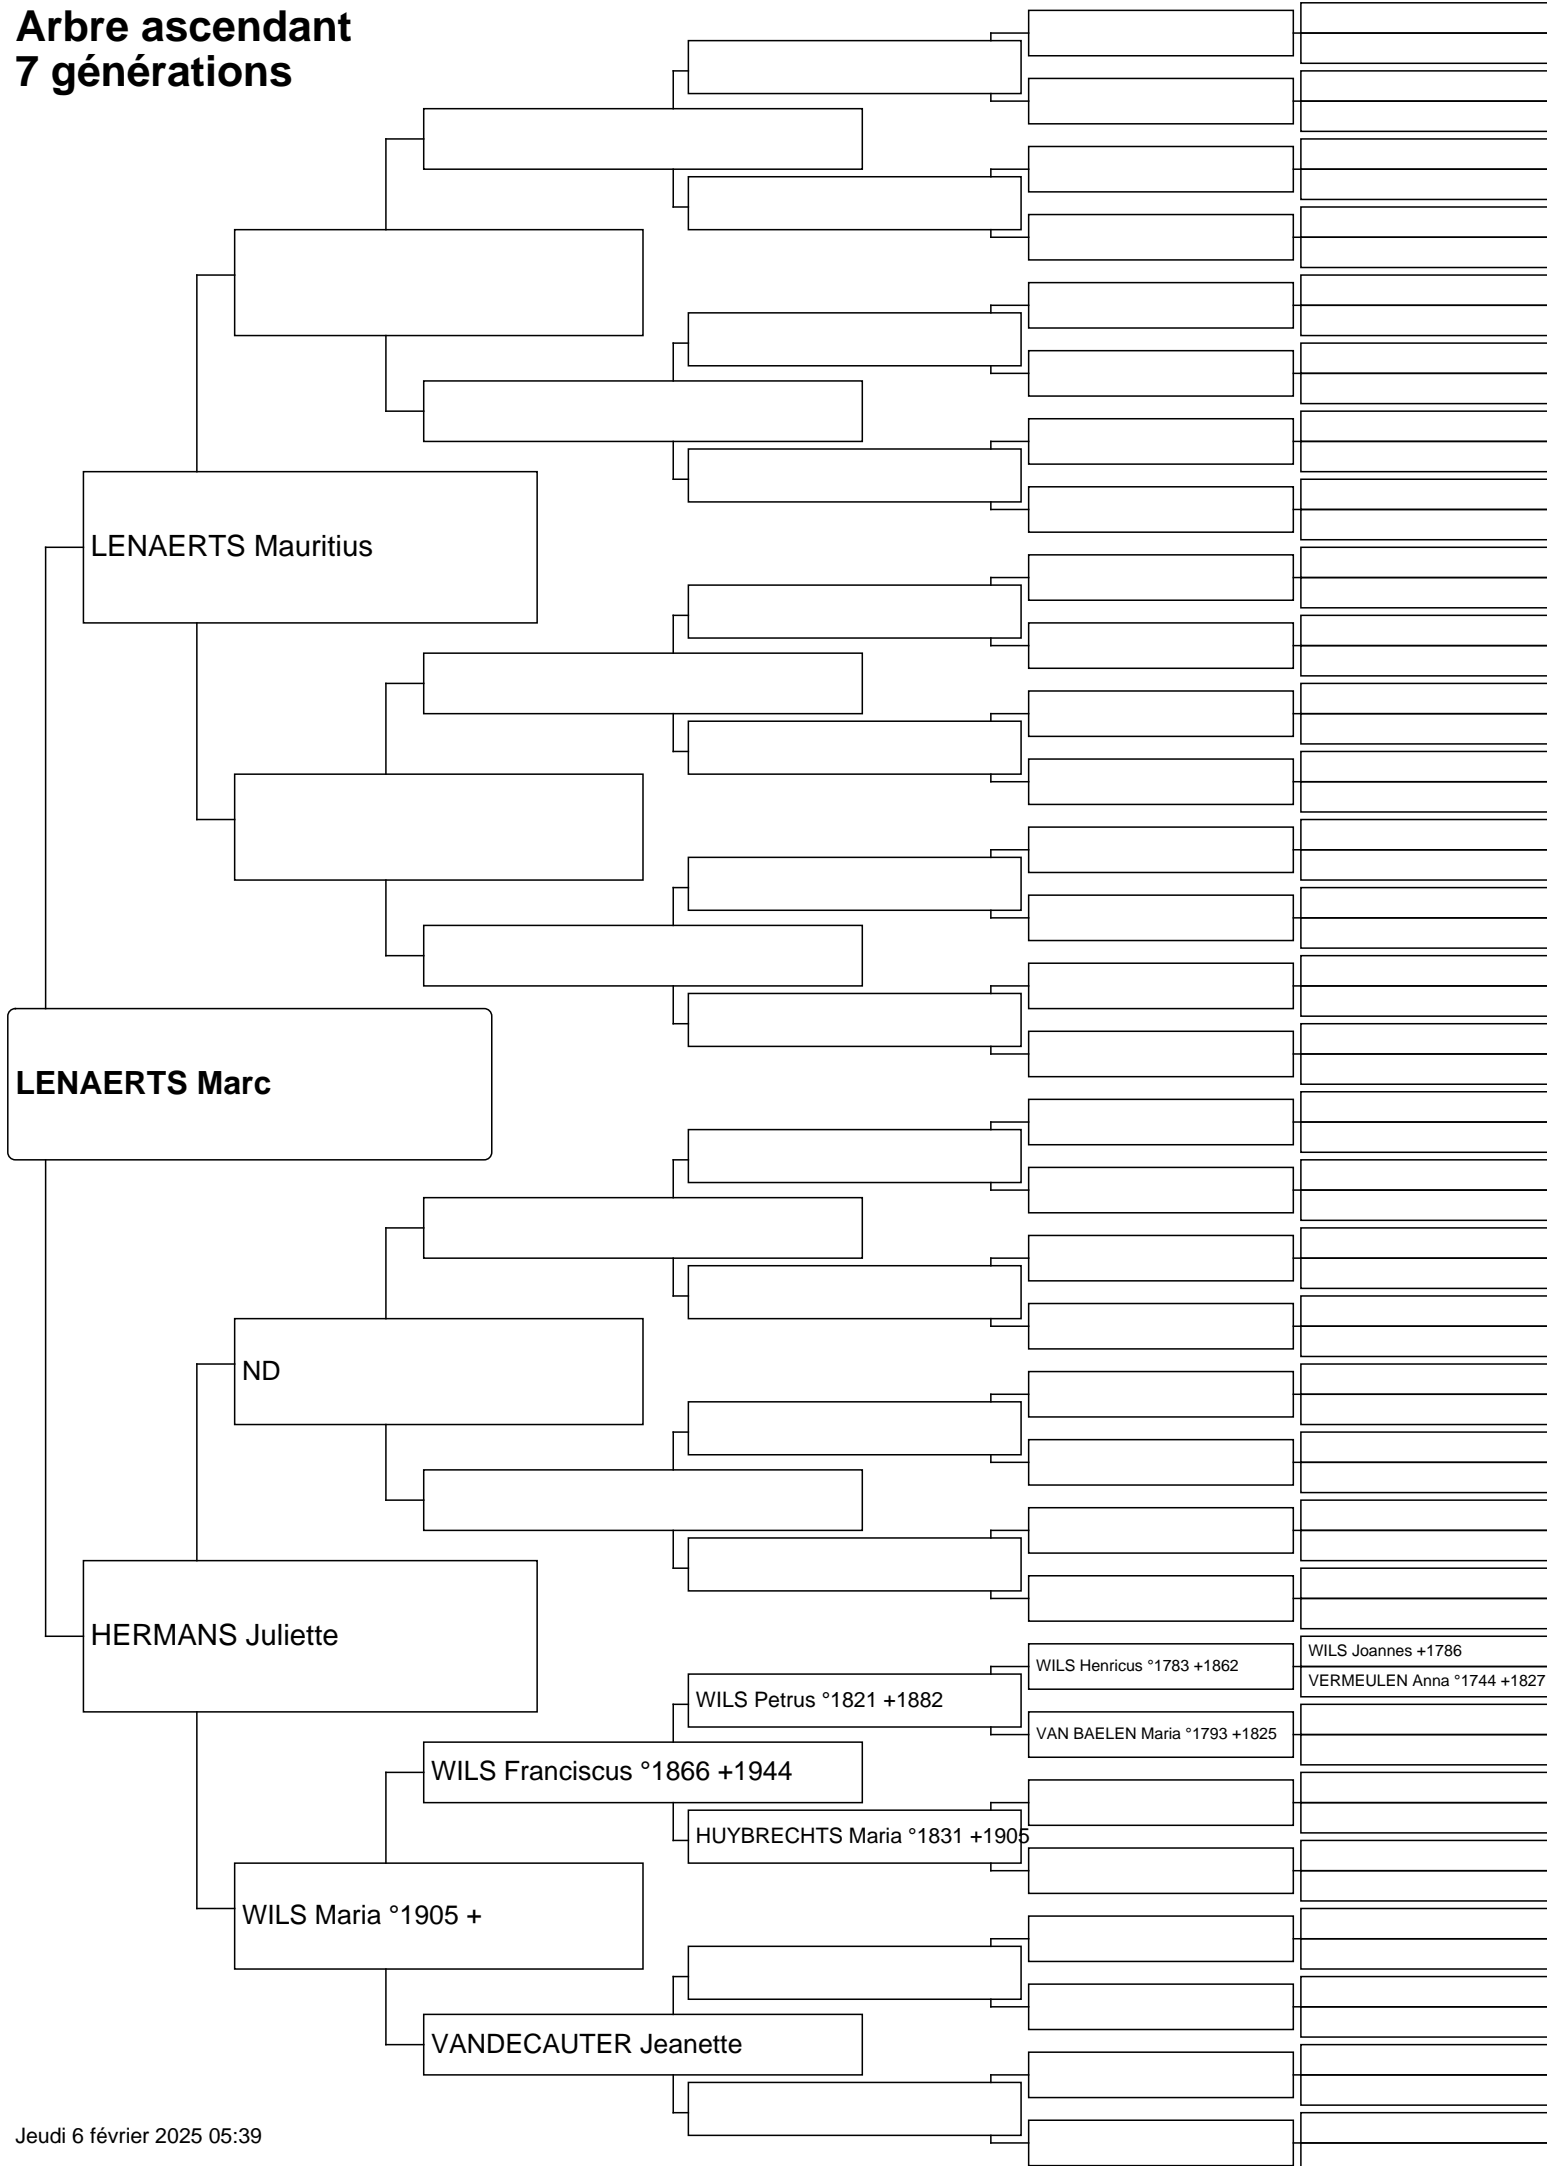 Arbre ascendant
7 générations
LENAERTS Mauritius
LENAERTS Marc
ND
HERMANS Juliette
WILS Joannes +1786
WILS Henricus °1783 +1862
VERMEULEN Anna °1744 +1827
WILS Petrus °1821 +1882
VAN BAELEN Maria °1793 +1825
WILS Franciscus °1866 +1944
HUYBRECHTS Maria °1831 +1905
WILS Maria °1905 +
VANDECAUTER Jeanette
Jeudi 6 février 2025 05:39